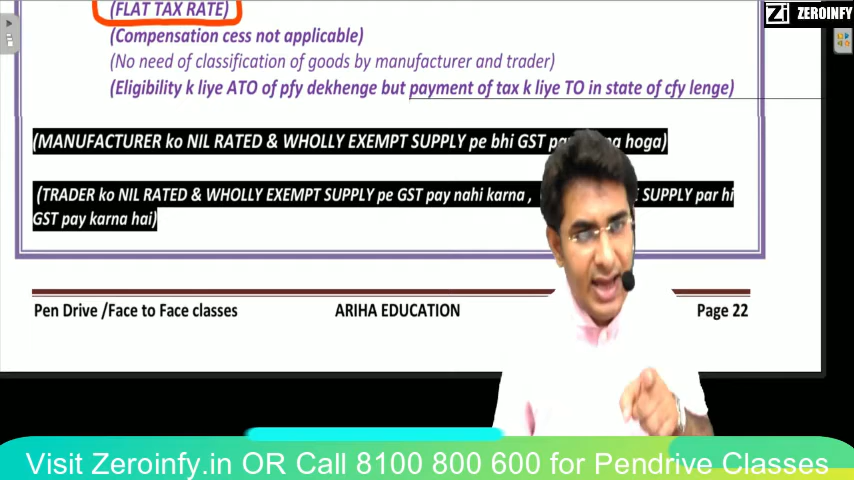 Zi ZEROINFY
(FLAT TAX RATE)
(Compensation cess not applicable)
(No need of classification of goods by manufacturer and trader)
(Eligibility k liye ATO of pfy dekhenge but payment of tax k liye TO in state of cfy lenge)
(MANUFACTURER ko NIL RATED & WHOLLY EXEMPT SUPPLY pe bhi GST hoga)
(TRADER ko NIL RATED & WHOLLY EXEMPT SUPPLY pe GST pay nahi karna , SUPPLY par hi
GST pay karna hai)
Pen Drive /Face to Face classes ARIHA EDUCATION Page 22
Visit Zeroinfy.in OR Call 8100 800 600 for Pendrive Classes